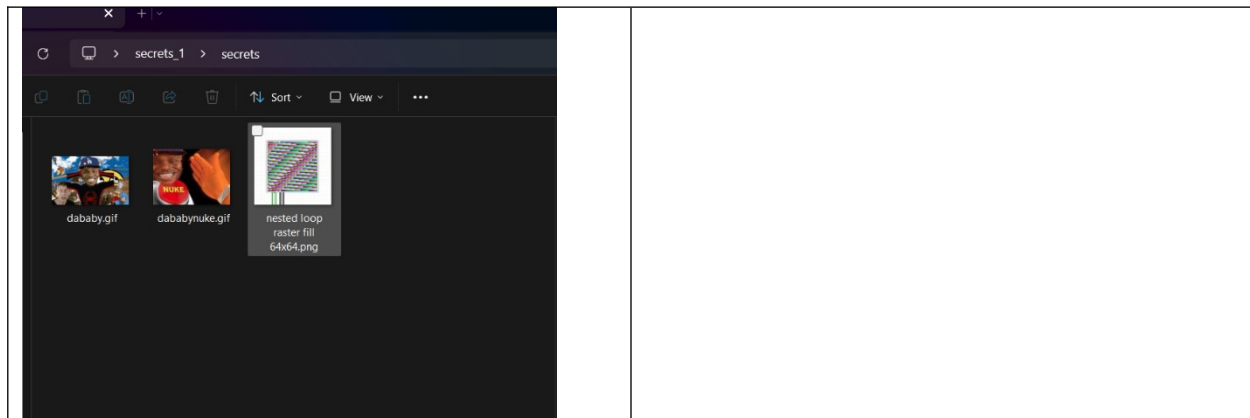 secrets_1 > secrets
Sort
View
NUKE
dababy.gif
dababynuke.gif
nested loop
raster fill
64x64.png